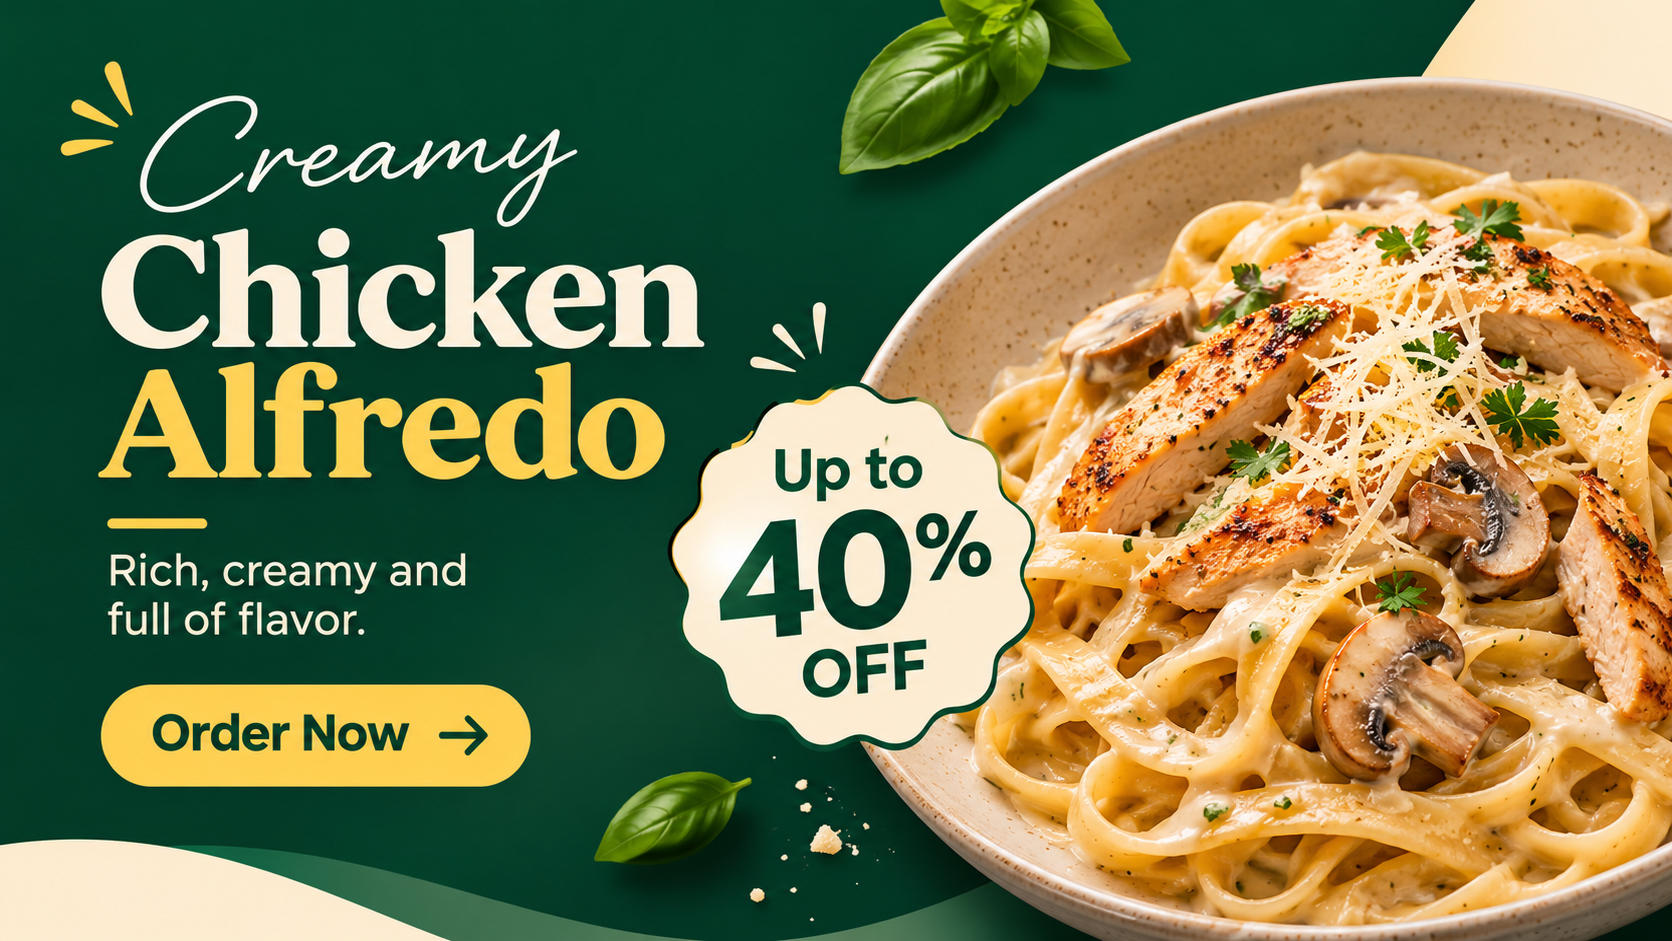 Creamy
Chicken
Alfredo
Rich, creamy and
full of flavor.
Order Now →
Up to
40%
OFF